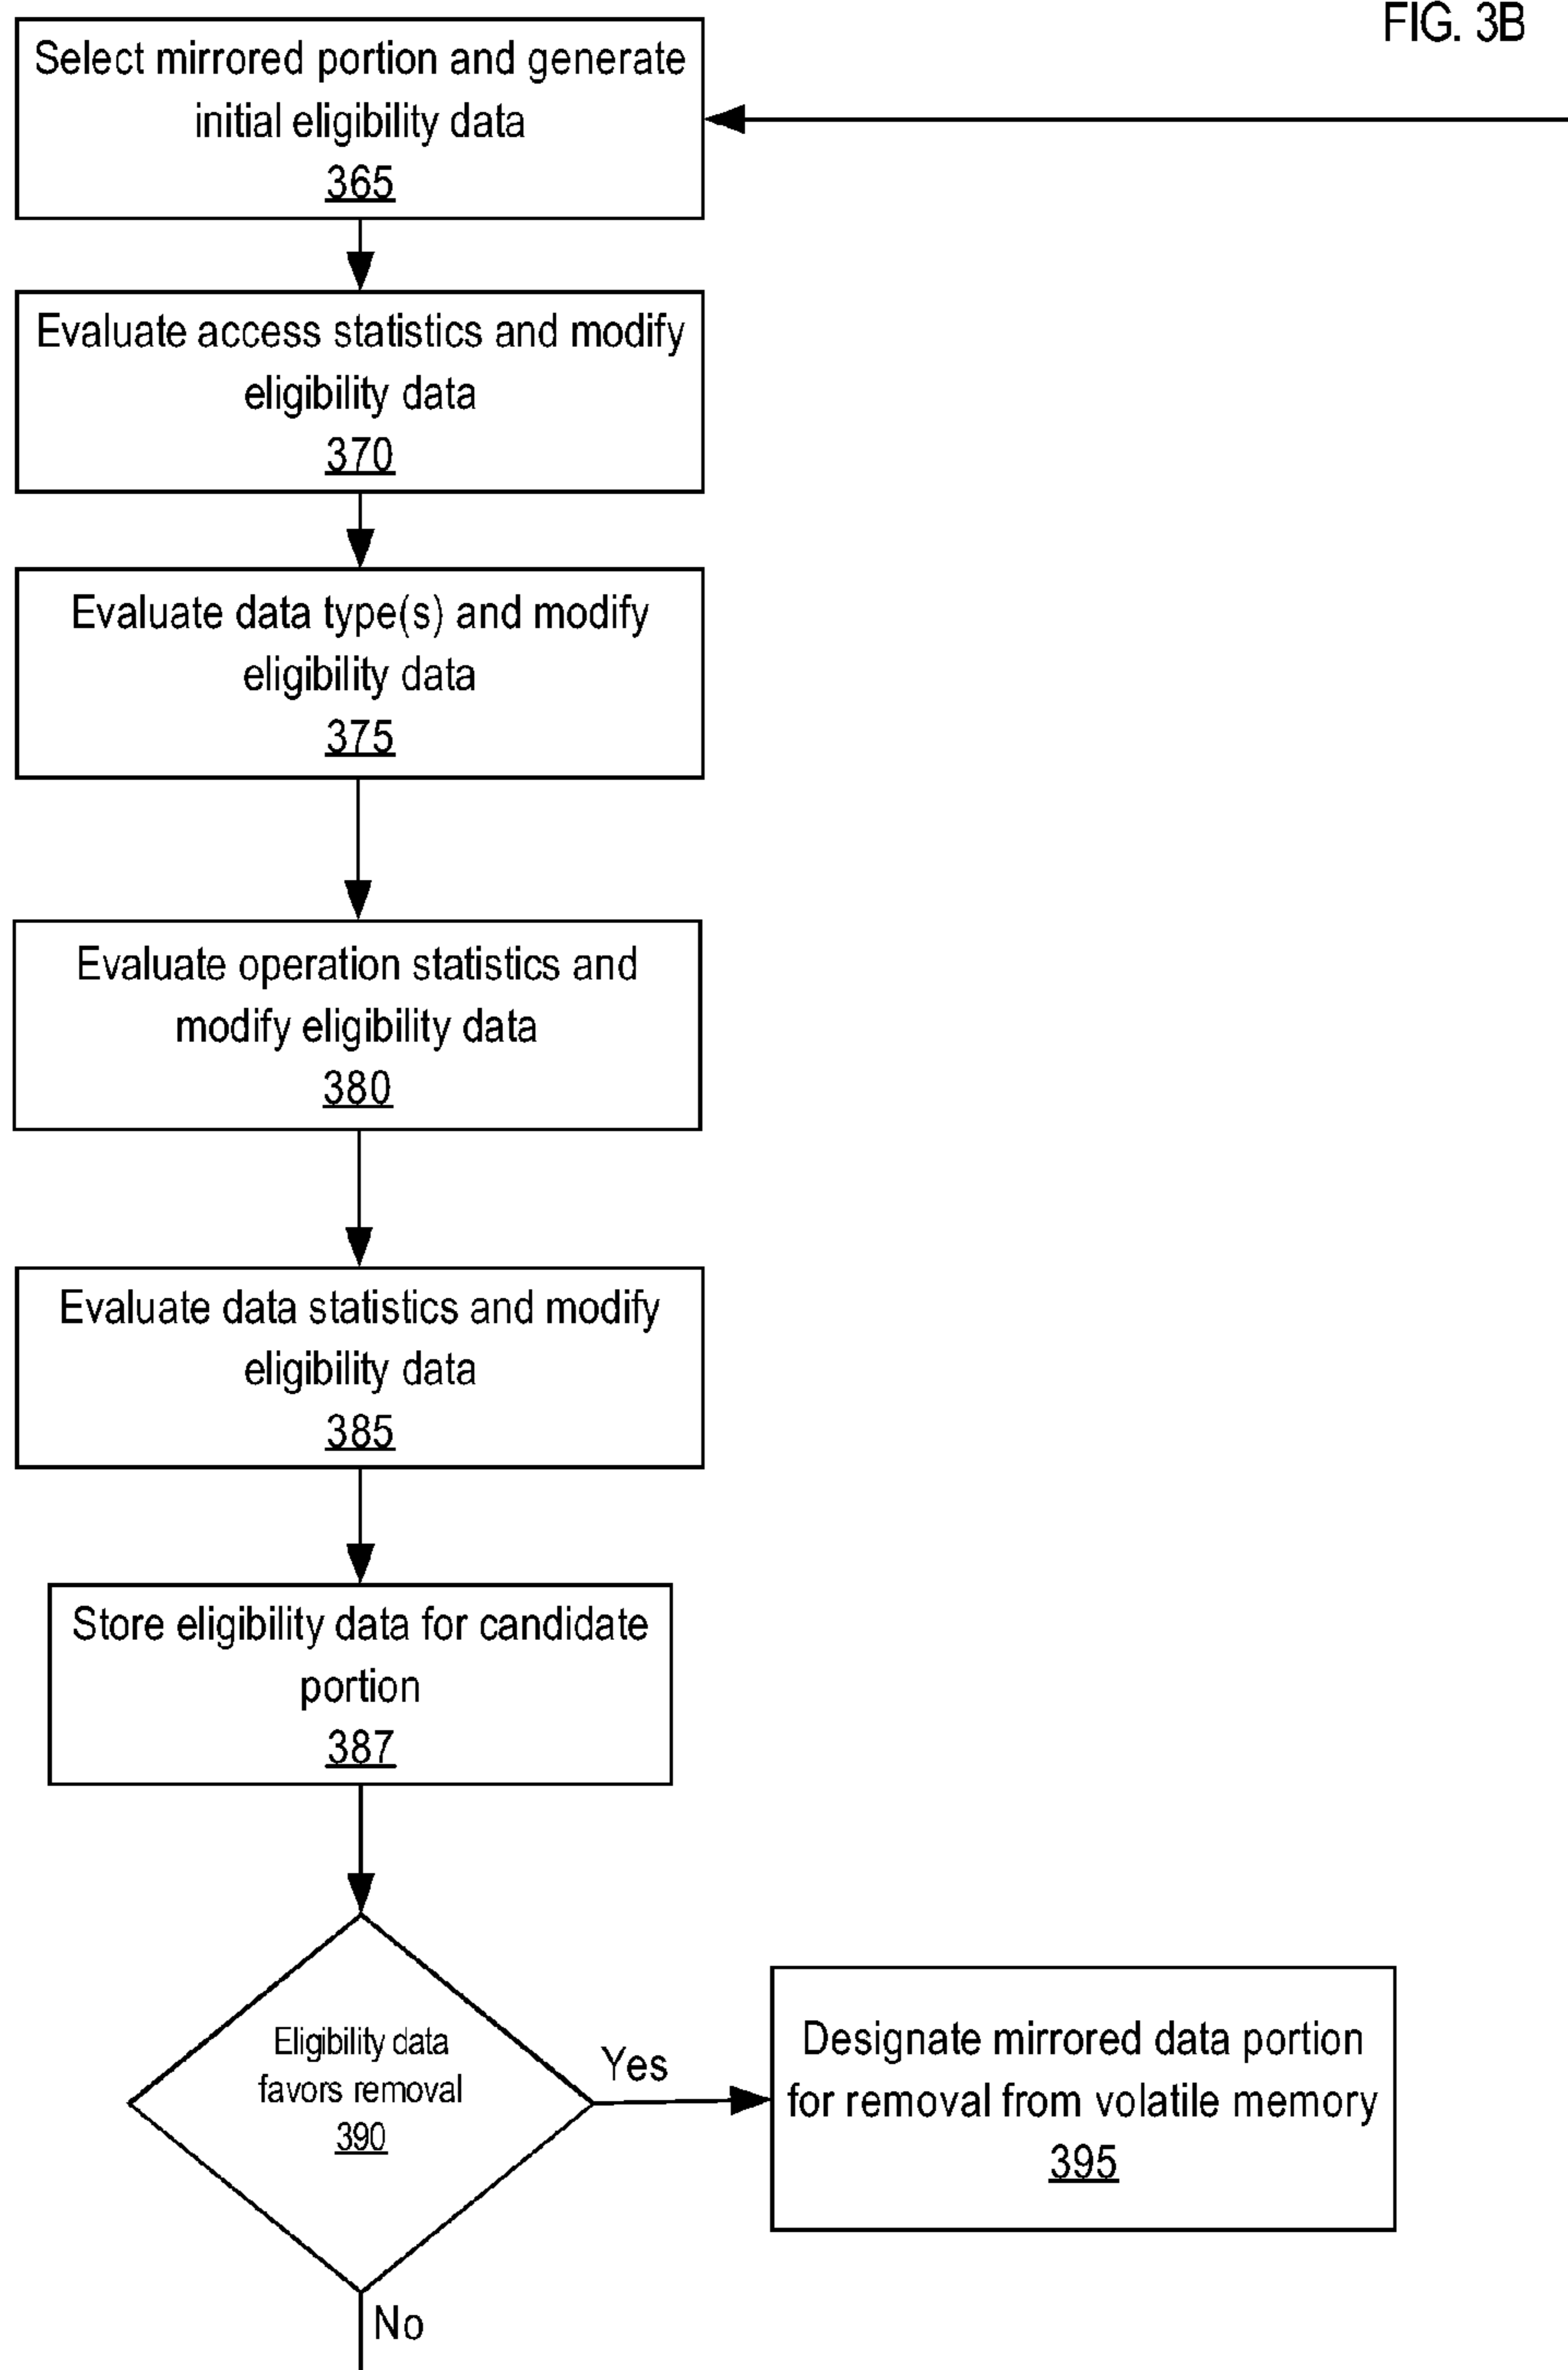 FIG. 3B
Select mirrored portion and generate
initial eligibility data
365
Evaluate access statistics and modify
eligibility data
370
Evaluate data type(s) and modify
eligibility data
375
Evaluate operation statistics and
modify eligibility data
380
Evaluate data statistics and modify
eligibility data
385
Store eligibility data for candidate
portion
387
Eligibility data
favors removal
390
Yes
Designate mirrored data portion
for removal from volatile memory
395
No